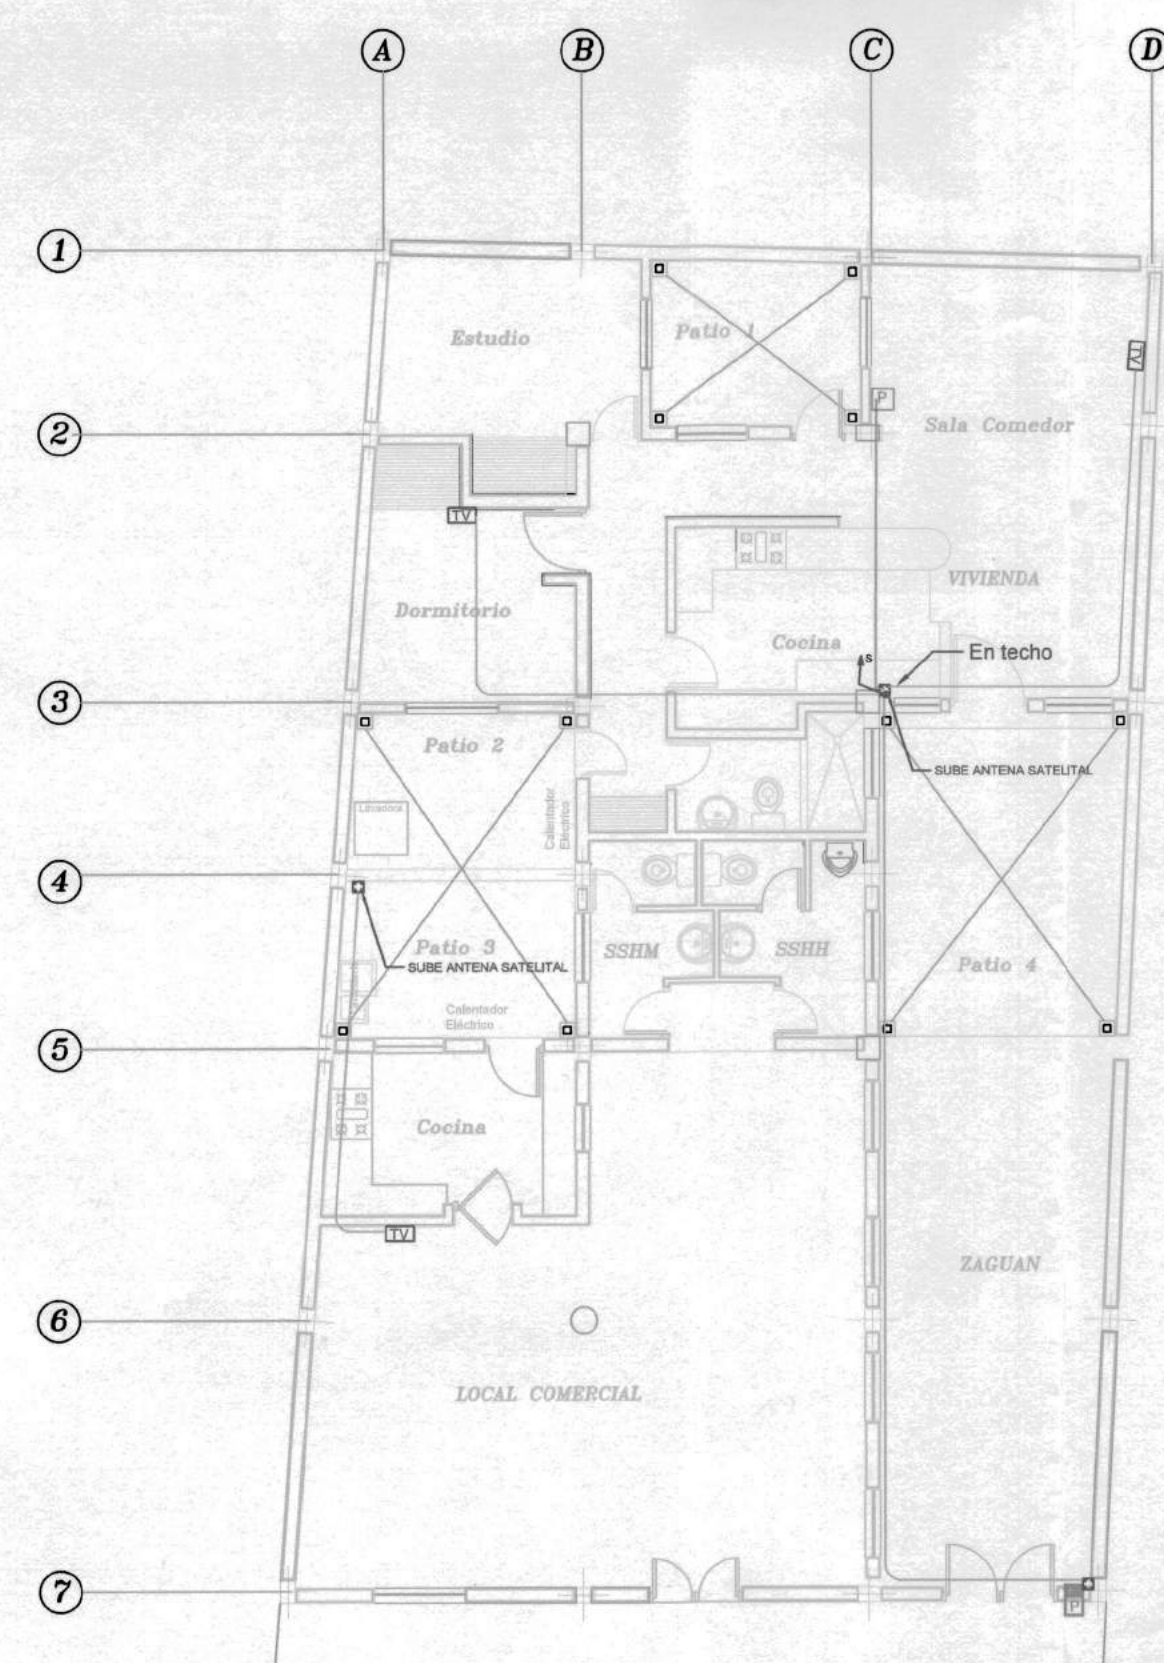 A
B
C
D
1
Estudio
Patio 1
TV
P
2
Sala Comedor
TV
VIVIENDA
Dormitorio
Cocina
S
En techo
3
Patio 2
SUBE ANTENA SATELITAL
Lavadora
Calentador
Eléctrico
4
Patio 3
SSHM
SSHH
Patio 4
SUBE ANTENA SATELITAL
Calentador
Eléctrico
5
Cocina
TV
ZAGUAN
6
LOCAL COMERCIAL
7
P